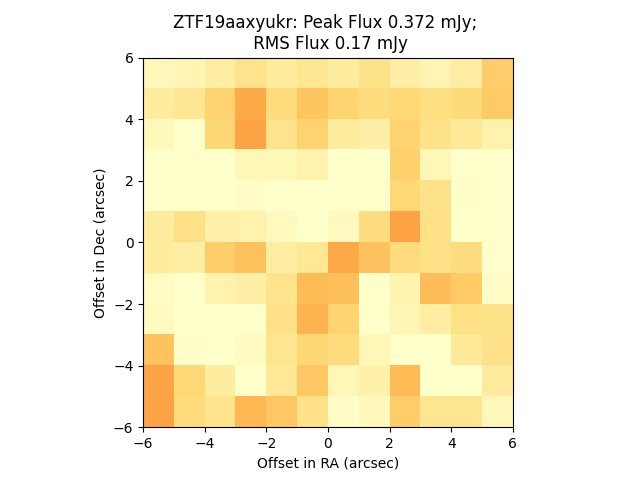 ZTF19aaxyukr: Peak Flux 0.372 mJy;
RMS Flux 0.17 mJy
6
4
2
0
−2
−4
−6
Offset in Dec (arcsec)
−6 −4 −2 0 2 4 6
Offset in RA (arcsec)